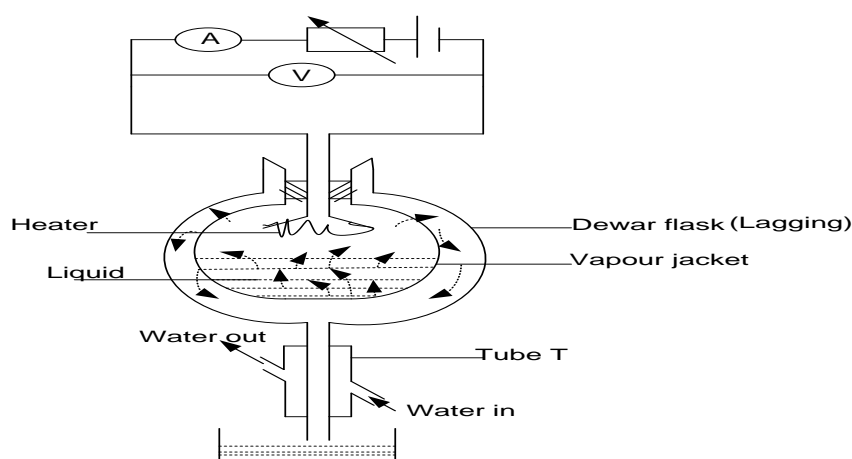 A
V
Heater
Dewar flask (Lagging)
Vapour jacket
Liquid
Water out
Tube T
Water in